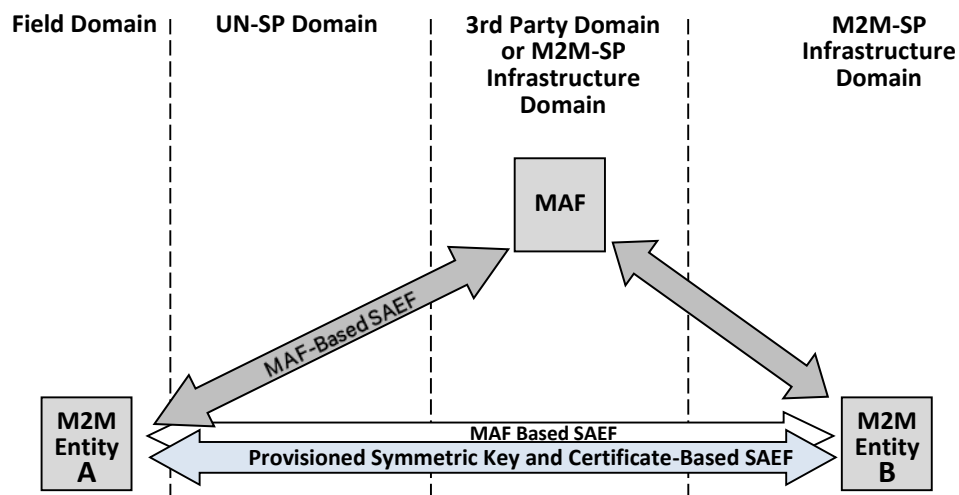 Field Domain
UN-SP Domain
3rd Party Domain
or M2M-SP
Infrastructure
Domain
M2M-SP
Infrastructure
Domain
MAF
MAF-Based SAEF
M2M
Entity
A
MAF Based SAEF
Provisioned Symmetric Key and Certificate-Based SAEF
M2M
Entity
B